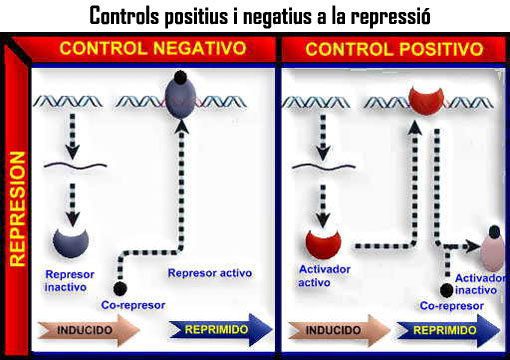 Controls positius i negatius a la repressió
CONTROL NEGATIVO
CONTROL POSITIVO
REPRESION
Represor
inactivo
Co-represor
Represor activo
INDUCIDO
REPRIMIDO
Activador
activo
Activador
inactivo
Co-represor
INDUCIDO
REPRIMIDO